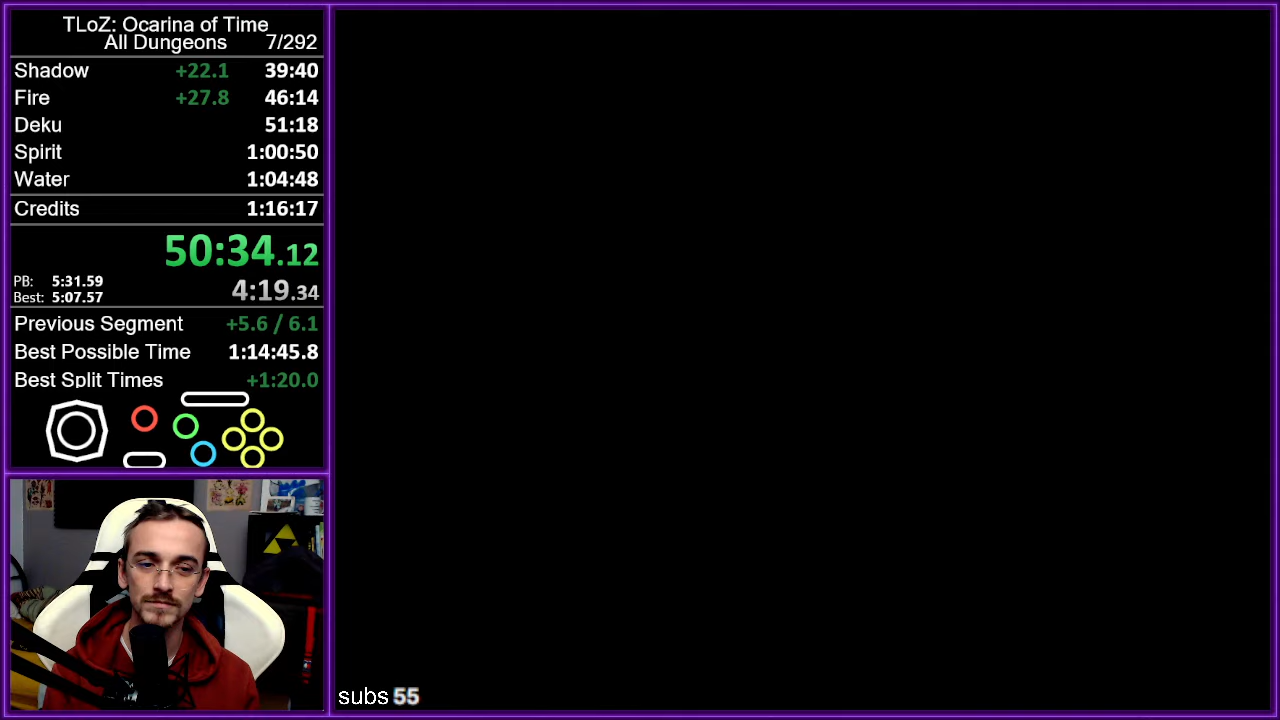 TLoZ: Ocarina of Time
All Dungeons 7/292
Shadow +22.1 39:40
Fire +27.8 46:14
Deku 51:18
Spirit 1:00:50
Water 1:04:48
Credits 1:16:17
50:34.12
PB: 5:31.59
Best: 5:07.57
4:19.34
Previous Segment +5.6 / 6.1
Best Possible Time 1:14:45.8
Best Split Times +1:20.0
subs 55